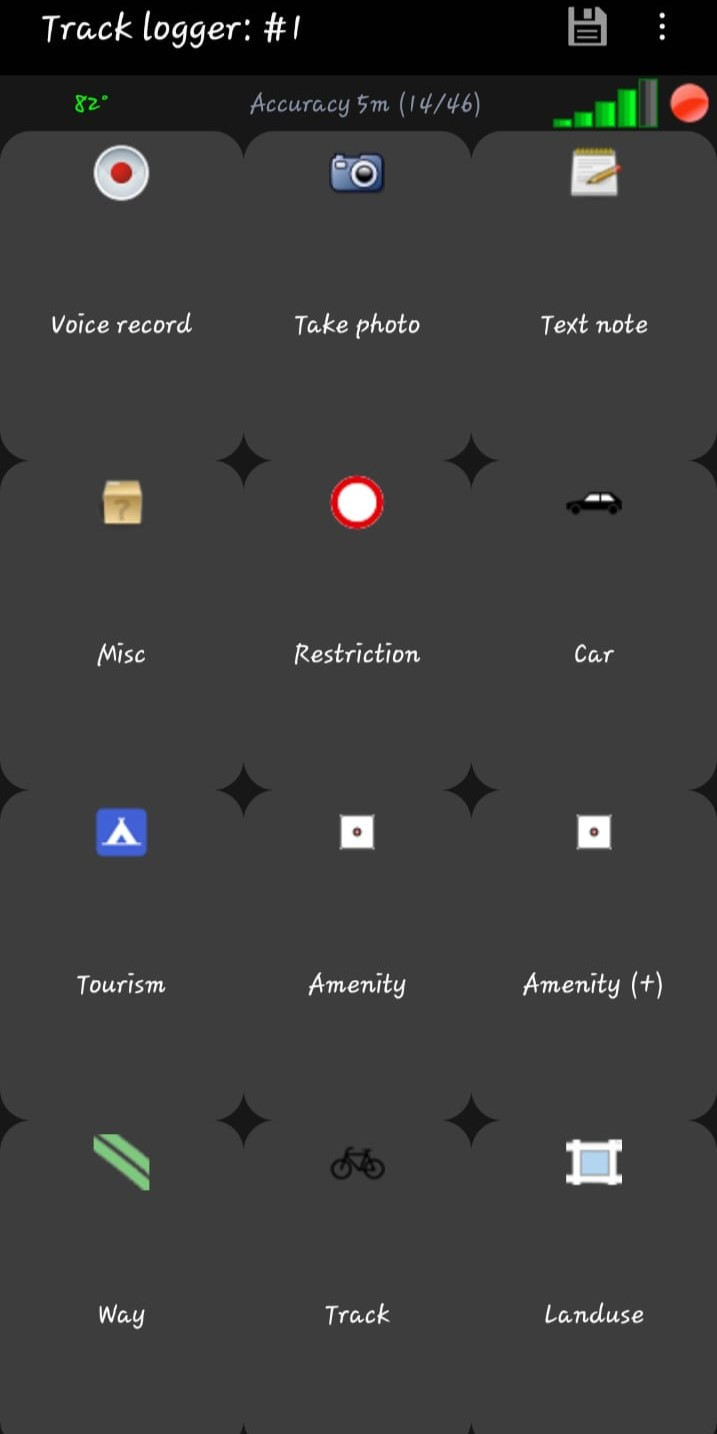 Track logger: #1
82°
Accuracy 5m (14/46)
Voice record
Take photo
Text note
?
Misc
Restriction
Car
Tourism
Amenity
Amenity (+)
Way
Track
Landuse